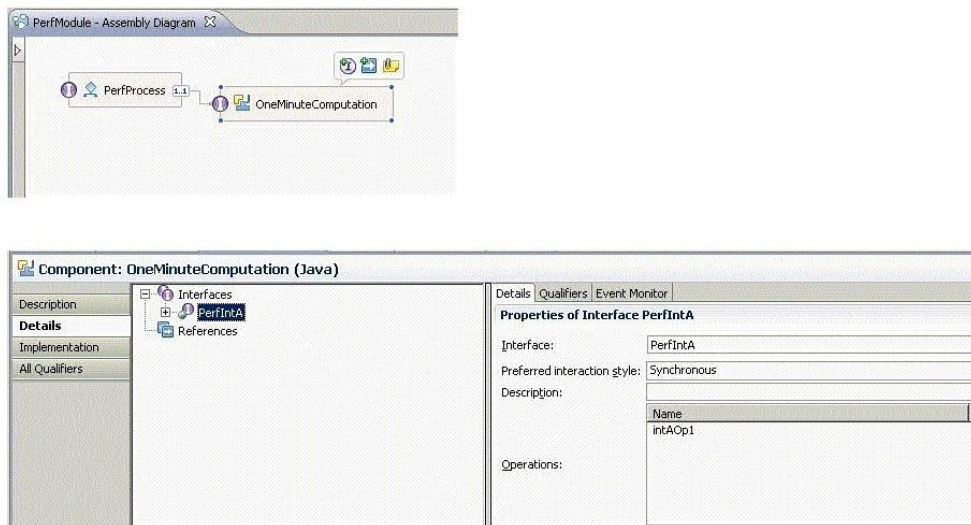 PerfModule - Assembly Diagram
PerfProcess 1..1
OneMinuteComputation
Component: OneMinuteComputation (Java)
Description
Details
Implementation
All Qualifiers
Interfaces
PerfIntA
References
Details Qualifiers Event Monitor
Properties of Interface PerfIntA
Interface: PerfIntA
Preferred interaction style: Synchronous
Description:
Name
intAOp1
Operations: